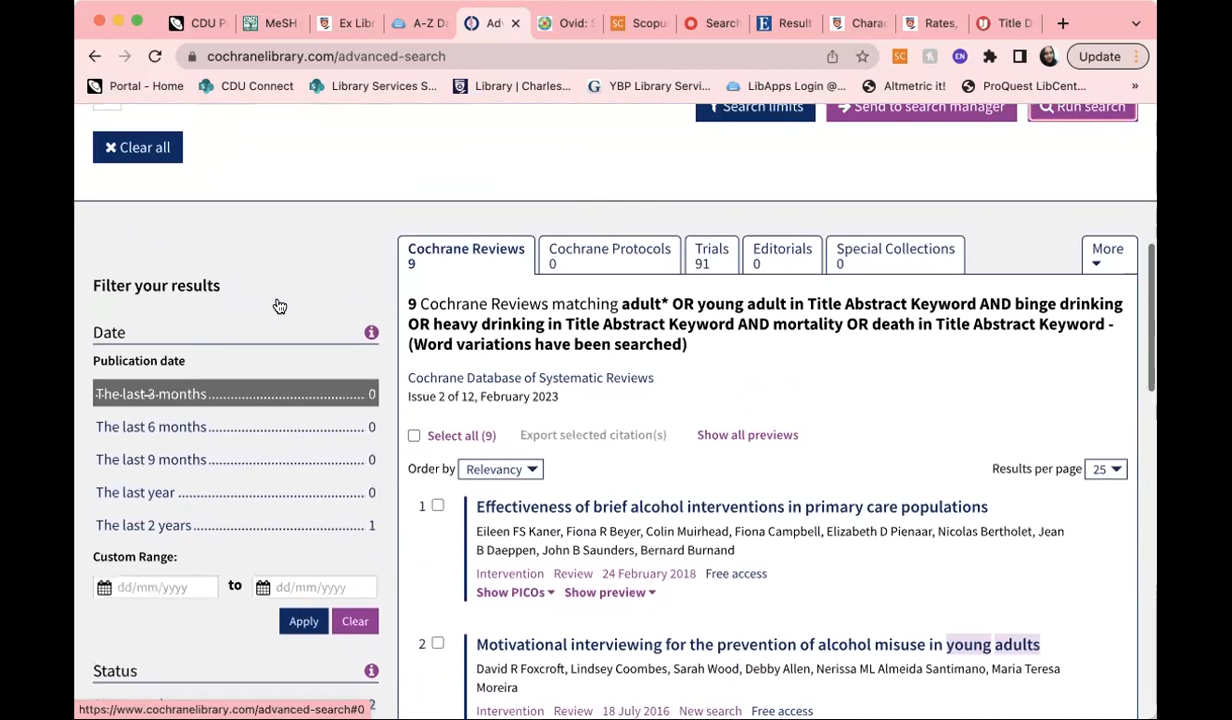 CDU P
MeSH
Ex Libr
A-Z Da
Adv
Ovid: S
Scopu
Search
Result
Charac
Rates,
Title D
cochranelibrary.com/advanced-search
SC
EN
Update
Portal - Home
CDU Connect
Library Services S...
Library | Charles...
YBP Library Servi...
LibApps Login @...
Altmetric it!
ProQuest LibCent...
»
Search limits
Send to search manager
Run search
Clear all
Filter your results
Date
Publication date
The last 3 months 0
The last 6 months 0
The last 9 months 0
The last year 0
The last 2 years 1
Custom Range:
dd/mm/yyyy to dd/mm/yyyy
Apply Clear
Status
https://www.cochranelibrary.com/advanced-search#0
2
Cochrane Reviews
9
Cochrane Protocols
0
Trials
91
Editorials
0
Special Collections
0
More
9 Cochrane Reviews matching adult* OR young adult in Title Abstract Keyword AND binge drinking
OR heavy drinking in Title Abstract Keyword AND mortality OR death in Title Abstract Keyword -
(Word variations have been searched)
Cochrane Database of Systematic Reviews
Issue 2 of 12, February 2023
Select all (9) Export selected citation(s) Show all previews
Order by Relevancy Results per page 25
1 Effectiveness of brief alcohol interventions in primary care populations
Eileen FS Kaner, Fiona R Beyer, Colin Muirhead, Fiona Campbell, Elizabeth D Pienaar, Nicolas Bertholet, Jean
B Daeppen, John B Saunders, Bernard Burnand
Intervention Review 24 February 2018 Free access
Show PICOs Show preview
2 Motivational interviewing for the prevention of alcohol misuse in young adults
David R Foxcroft, Lindsey Coombes, Sarah Wood, Debby Allen, Nerissa ML Almeida Santimano, Maria Teresa
Moreira
Intervention Review 18 July 2016 New search Free access